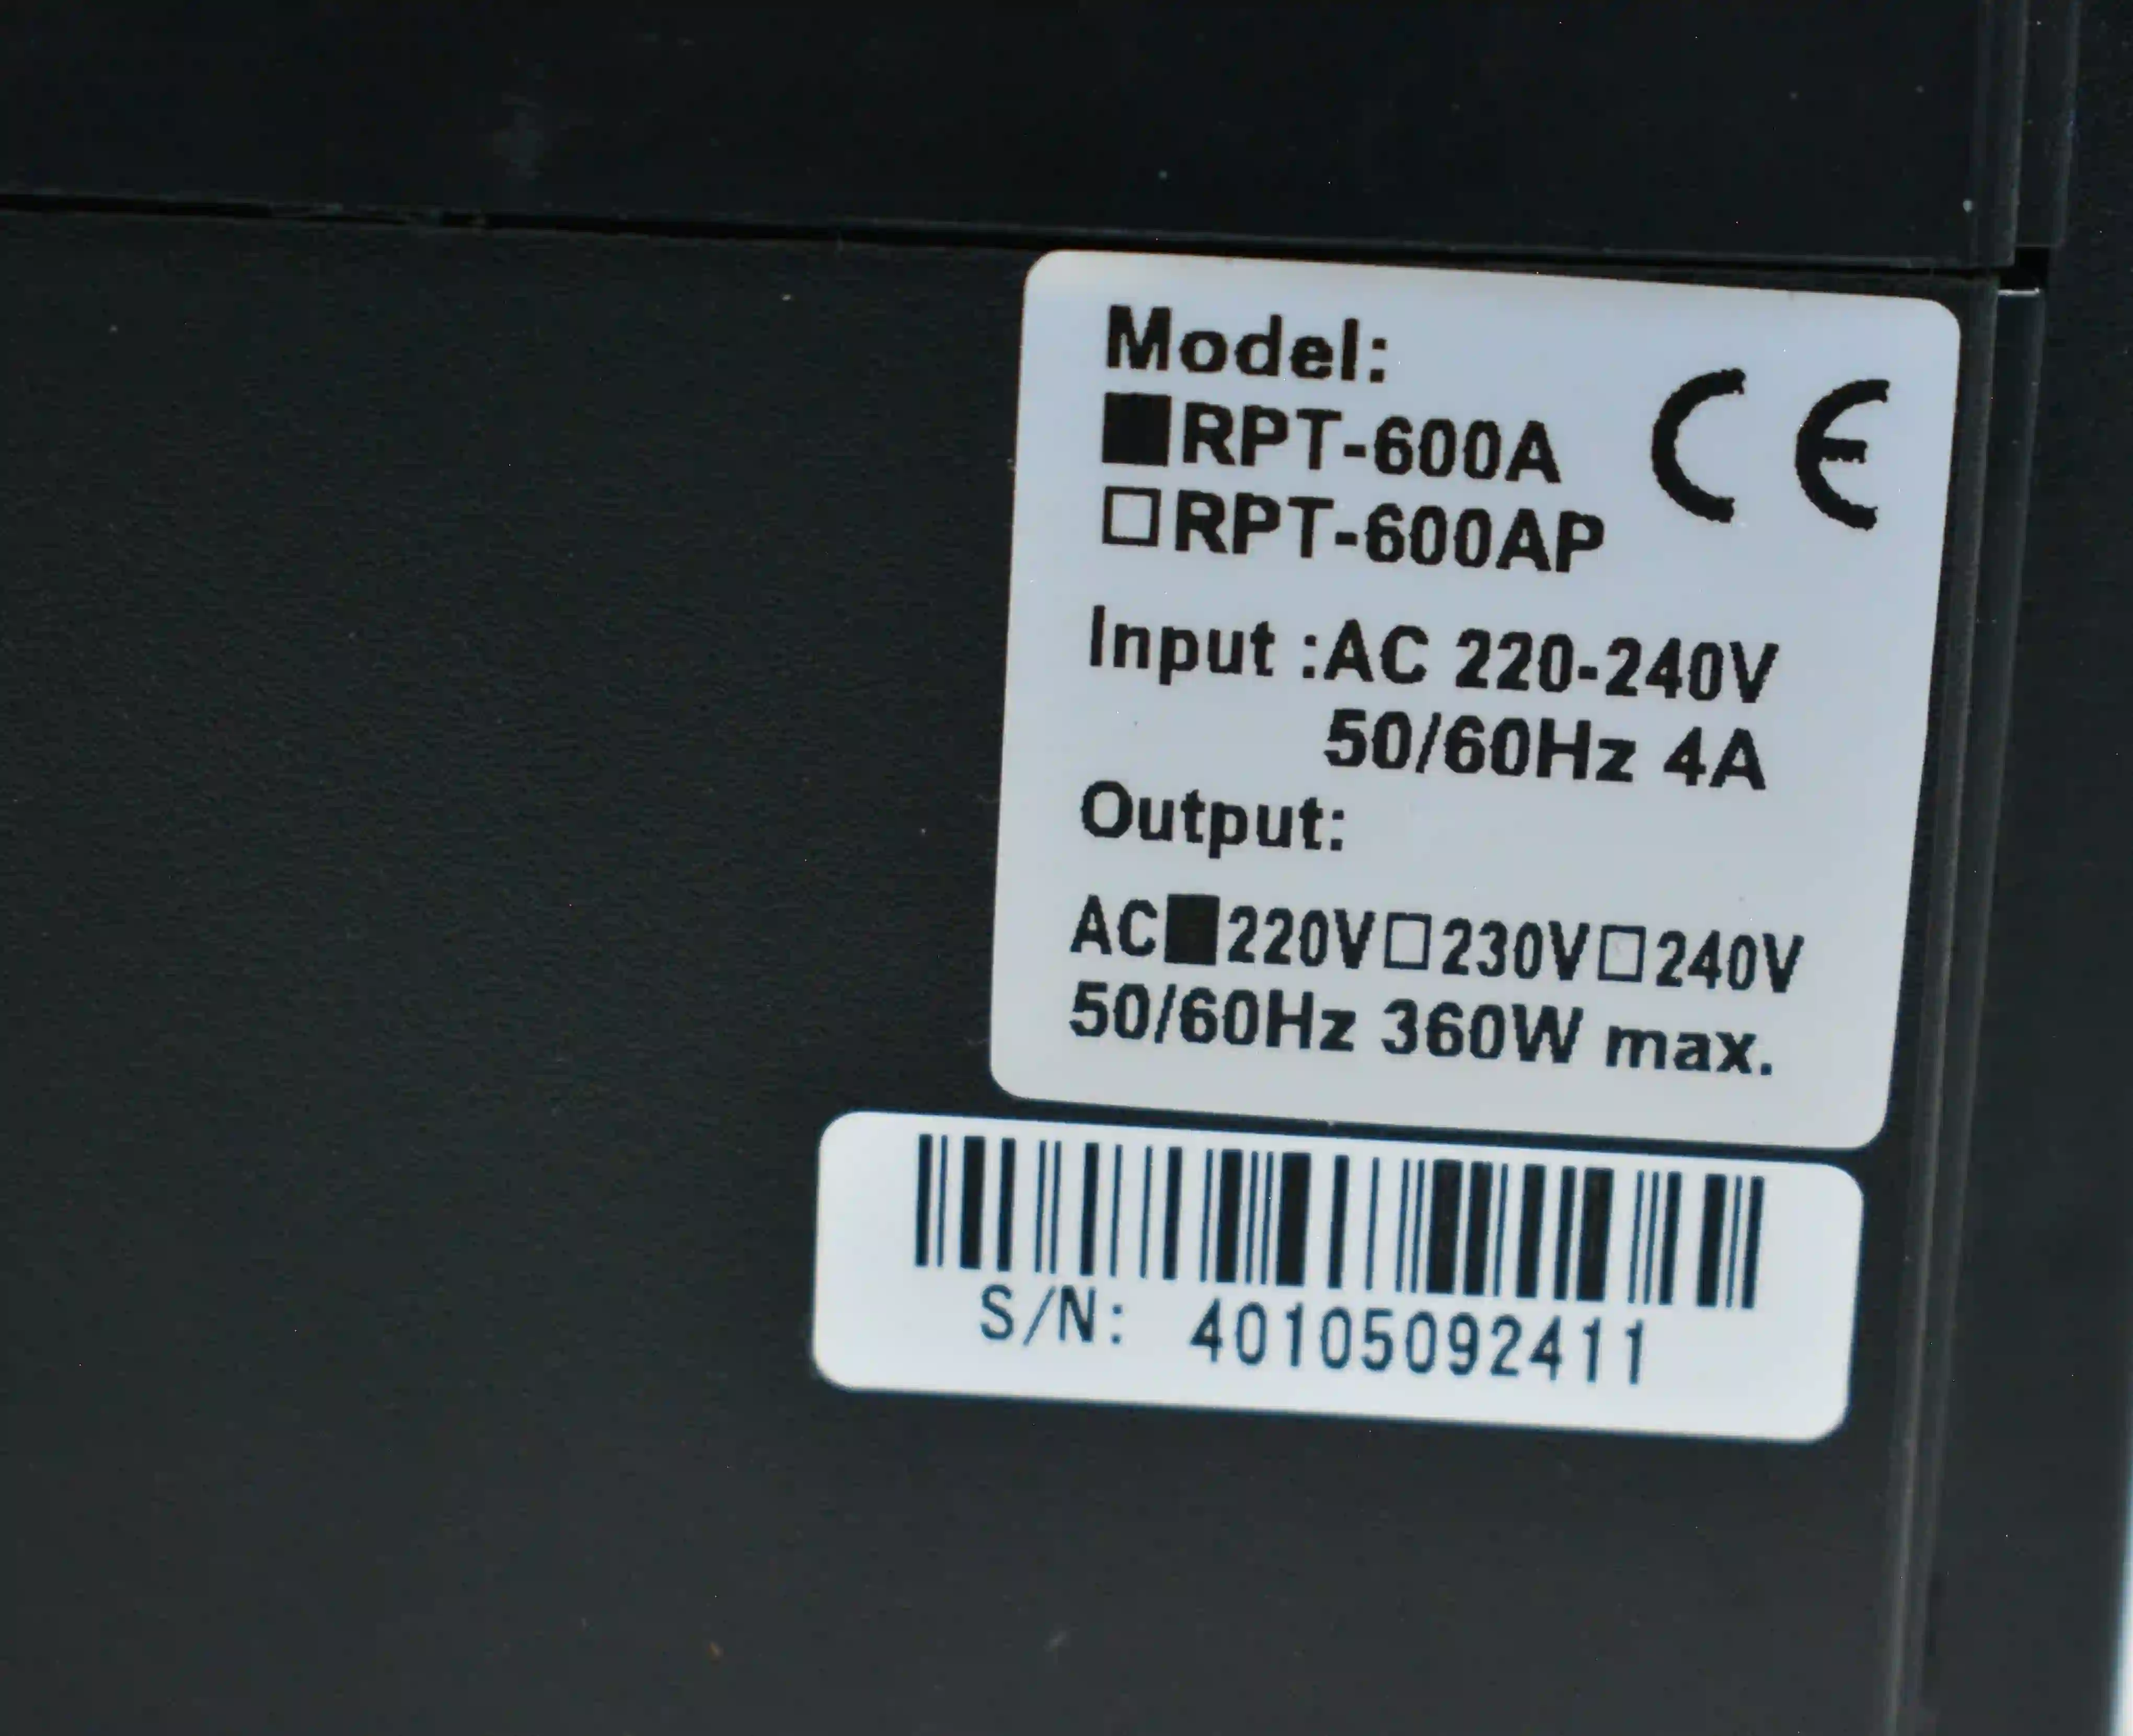 Model:
■RPT-600A
CE
□RPT-600AP
Input :AC 220-240V
50/60Hz 4A
Output:
AC■220V□230V□240V
50/60Hz 360W max.
S/N: 40105092411